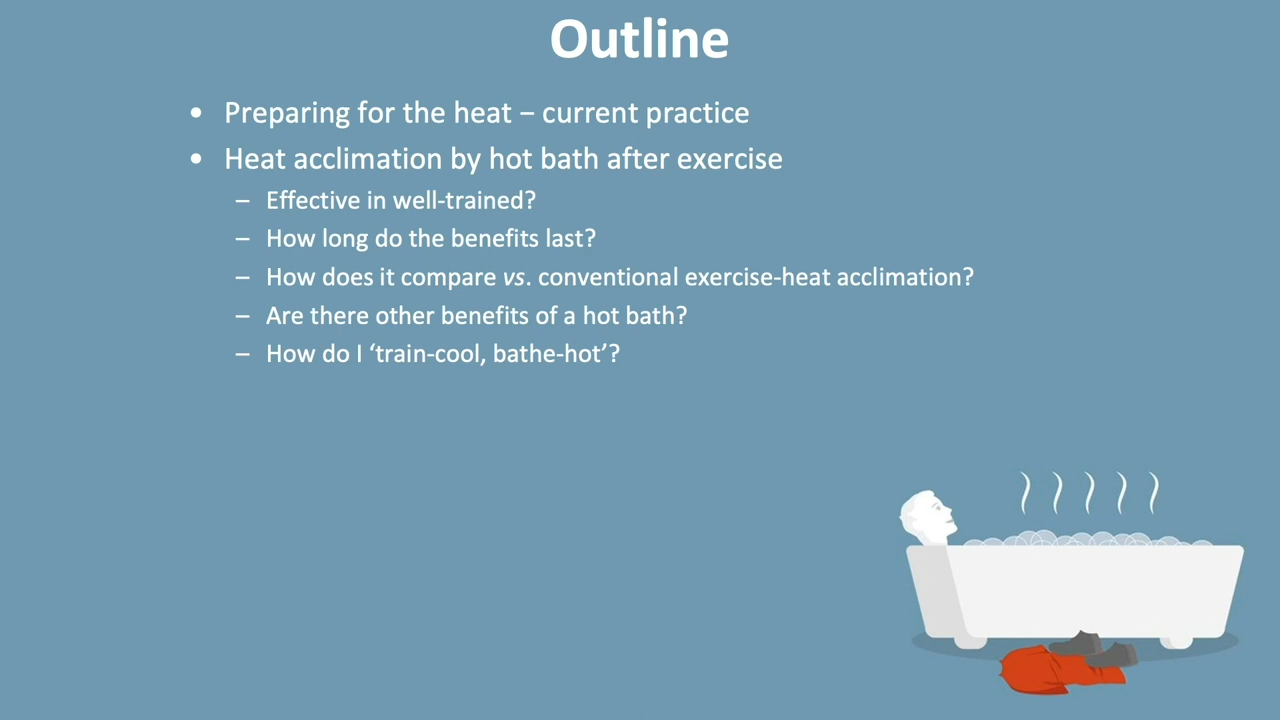 Outline
• Preparing for the heat – current practice
• Heat acclimation by hot bath after exercise
– Effective in well-trained?
– How long do the benefits last?
– How does it compare vs. conventional exercise-heat acclimation?
– Are there other benefits of a hot bath?
– How do I ‘train-cool, bathe-hot’?